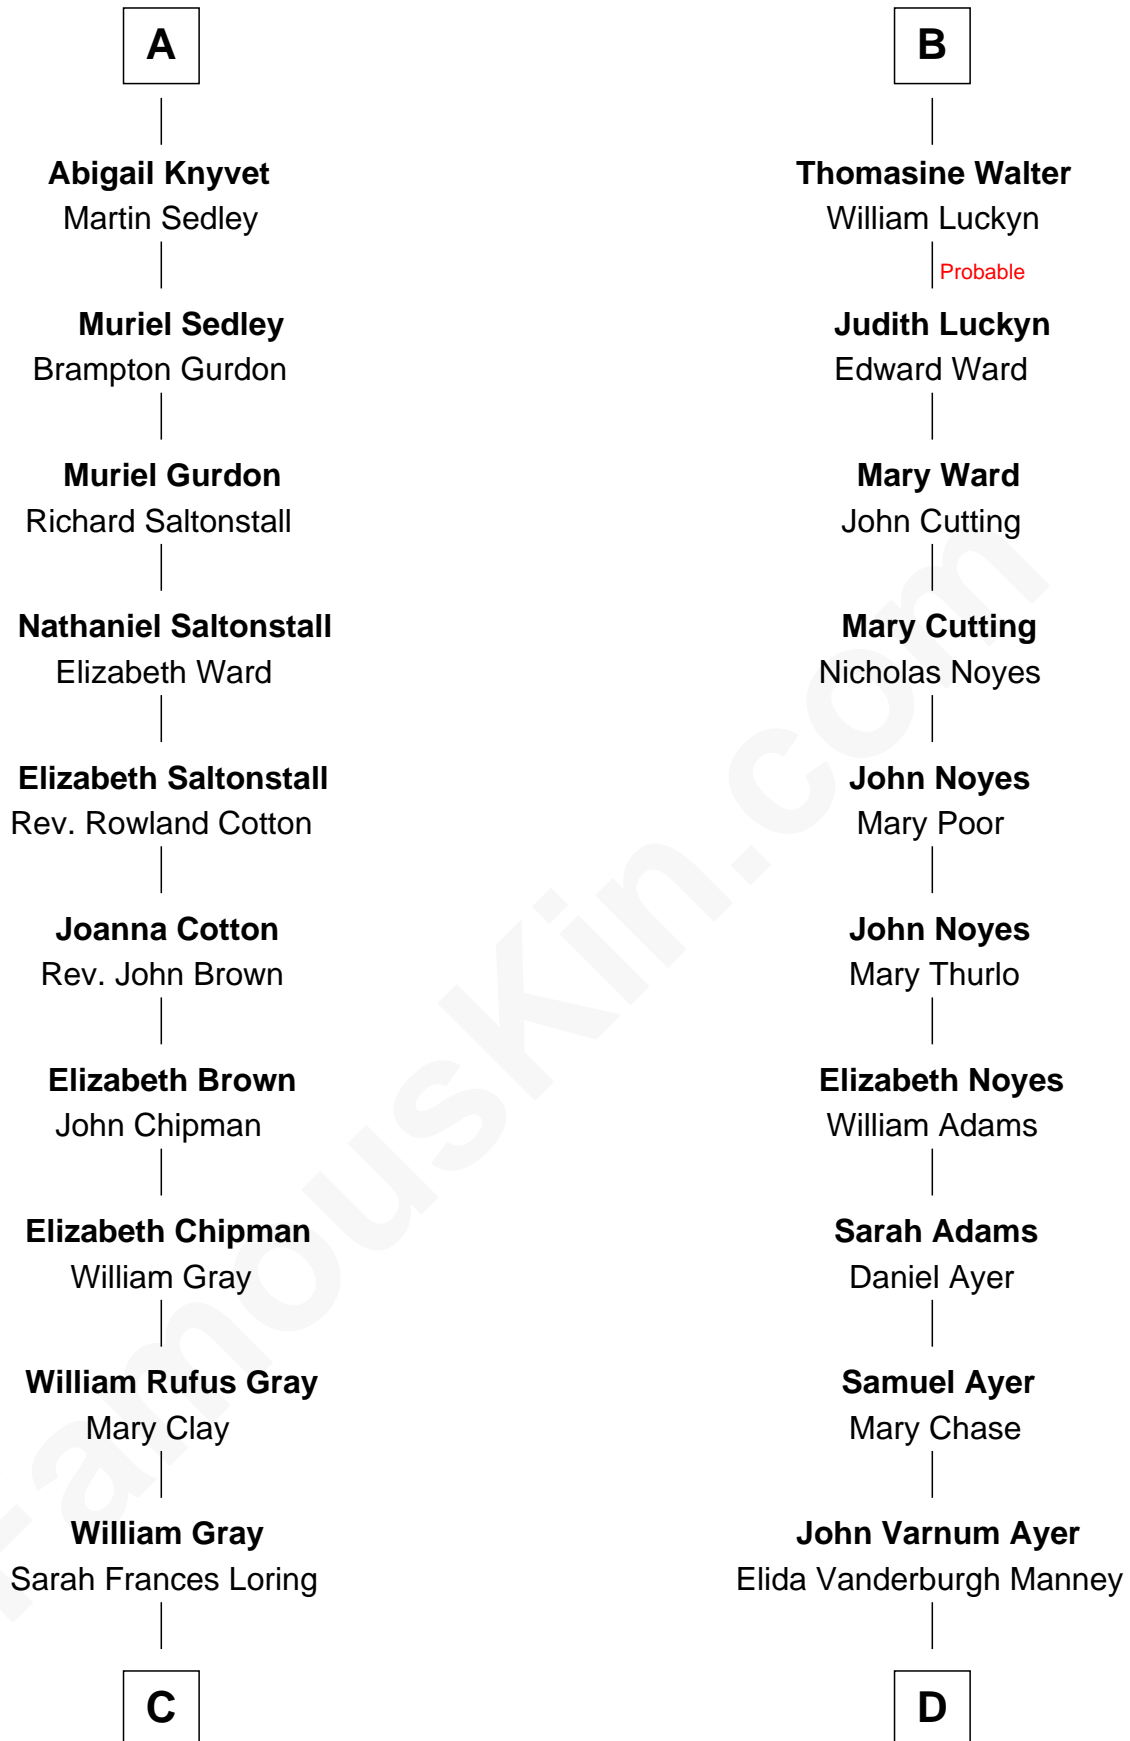 A
Abigail Knyvet
Martin Sedley
Muriel Sedley
Brampton Gurdon
Muriel Gurdon
Richard Saltonstall
Nathaniel Saltonstall
Elizabeth Ward
Elizabeth Saltonstall
Rev. Rowland Cotton
Joanna Cotton
Rev. John Brown
Elizabeth Brown
John Chipman
Elizabeth Chipman
William Gray
William Rufus Gray
Mary Clay
William Gray
Sarah Frances Loring
C
B
Thomasine Walter
William Luckyn
Probable
Judith Luckyn
Edward Ward
Mary Ward
John Cutting
Mary Cutting
Nicholas Noyes
John Noyes
Mary Poor
John Noyes
Mary Thurlo
Elizabeth Noyes
William Adams
Sarah Adams
Daniel Ayer
Samuel Ayer
Mary Chase
John Varnum Ayer
Elida Vanderburgh Manney
D
FamousKin.com